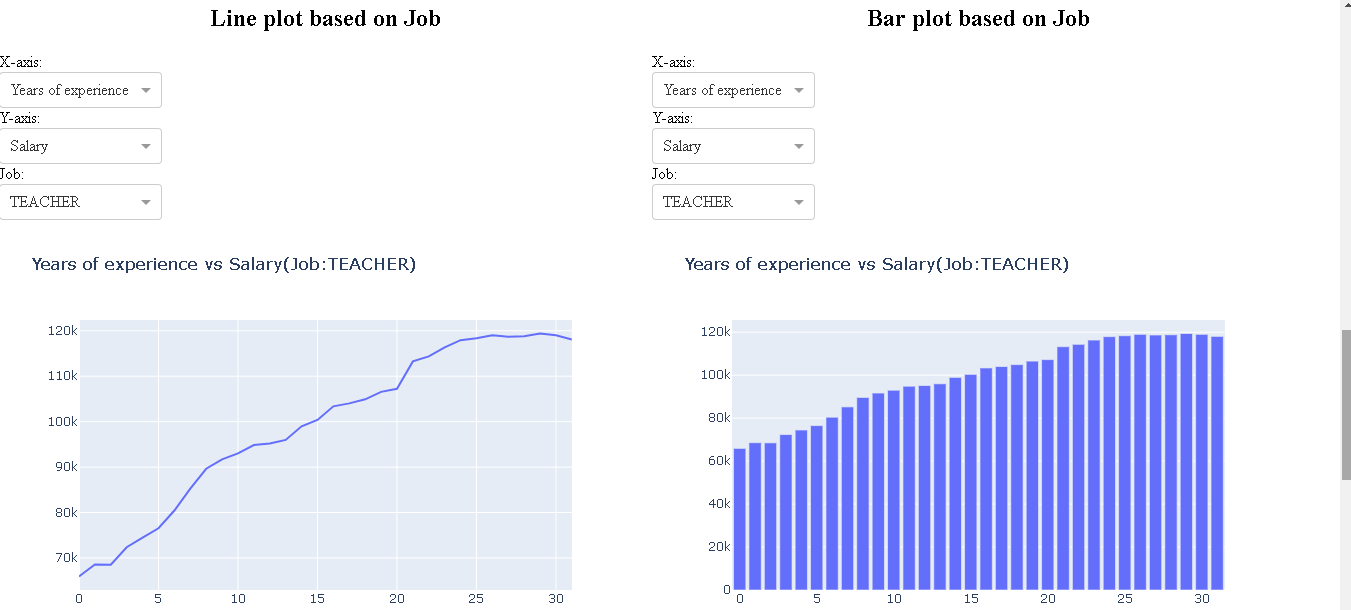 Line plot based on Job
X-axis:
Years of experience
Y-axis:
Salary
Job:
TEACHER
Years of experience vs Salary(Job:TEACHER)
120k
110k
100k
90k
80k
70k
0 5 10 15 20 25 30
Bar plot based on Job
X-axis:
Years of experience
Y-axis:
Salary
Job:
TEACHER
Years of experience vs Salary(Job:TEACHER)
120k
100k
80k
60k
40k
20k
0
0 5 10 15 20 25 30